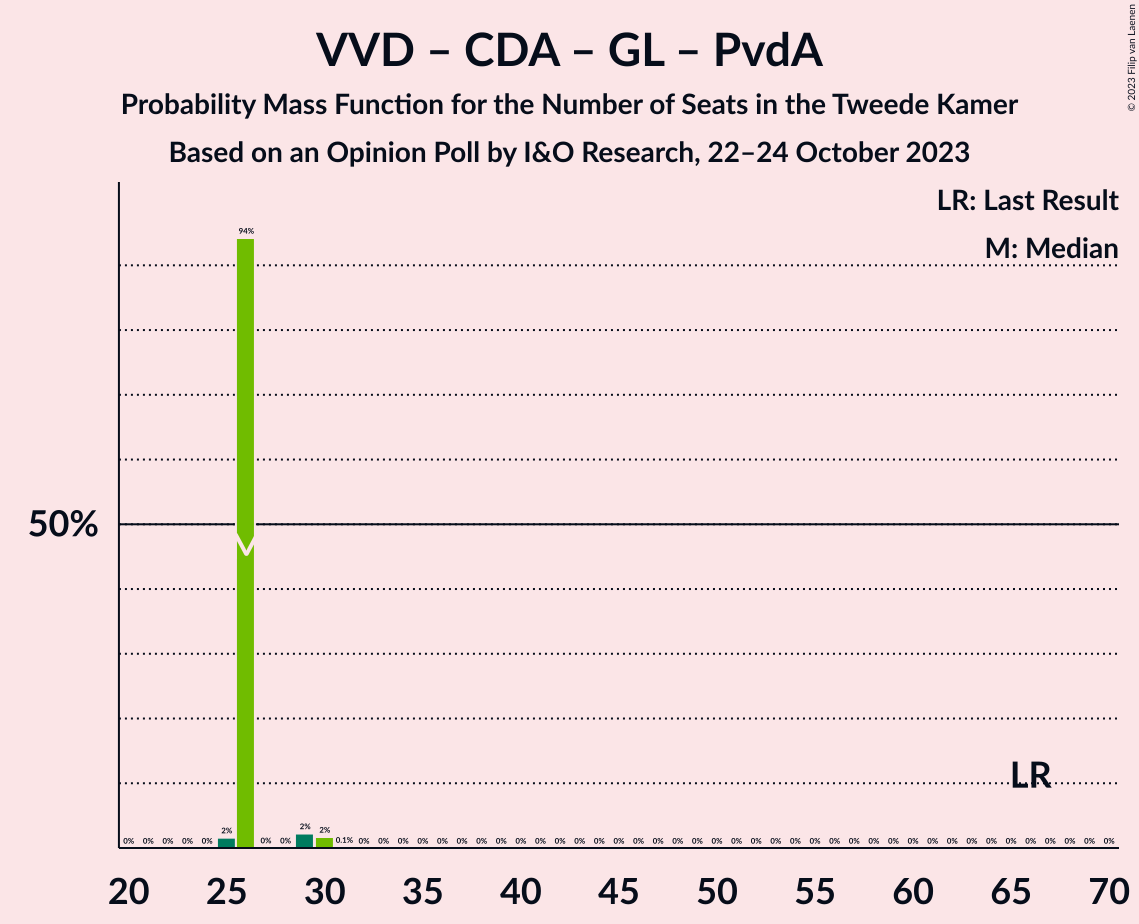 VVD – CDA – GL – PvdA
Probability Mass Function for the Number of Seats in the Tweede Kamer
Based on an Opinion Poll by I&O Research, 22–24 October 2023
© 2023 Filip van Laenen
LR: Last Result
M: Median
94%
50%
LR
0% 0% 0% 0% 0% 2% 0% 0% 2% 2% 0.1% 0% 0% 0% 0% 0% 0% 0% 0% 0% 0% 0% 0% 0% 0% 0% 0% 0% 0% 0% 0% 0% 0% 0% 0% 0% 0% 0% 0% 0% 0% 0% 0% 0% 0% 0% 0% 0% 0% 0%
20 25 30 35 40 45 50 55 60 65 70